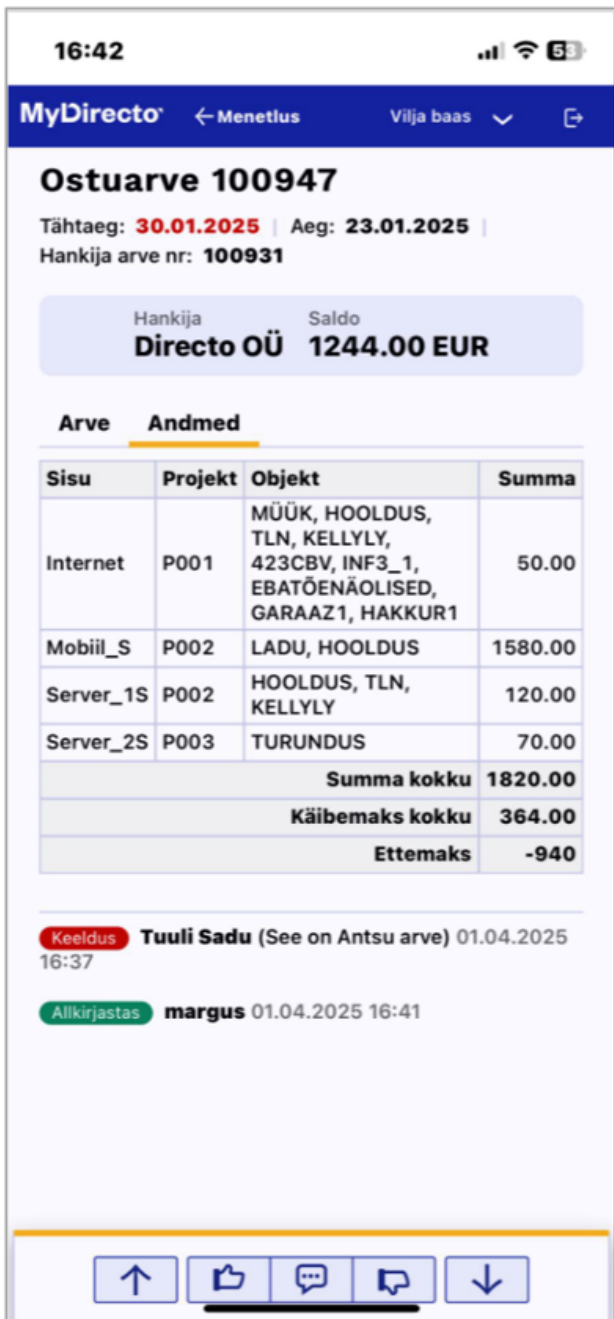 16:42
53
MyDirecto ← Menetlus Vilja baas
Ostuarve 100947
Tähtaeg: 30.01.2025 | Aeg: 23.01.2025 |
Hankija arve nr: 100931
Hankija Saldo
Directo OÜ 1244.00 EUR
Arve Andmed
Sisu Projekt Objekt Summa
Internet P001 MÜÜK, HOOLDUS,
TLN, KELLYLY,
423CBV, INF3_1,
EBATÕENÄOLISED,
GARAAZ1, HAKKUR1 50.00
Mobiil_S P002 LADU, HOOLDUS 1580.00
Server_1S P002 HOOLDUS, TLN,
KELLYLY 120.00
Server_2S P003 TURUNDUS 70.00
Summa kokku 1820.00
Käibemaks kokku 364.00
Ettemaks -940
Keeldus Tuuli Sadu (See on Antsu arve) 01.04.2025
16:37
Allkirjastas margus 01.04.2025 16:41